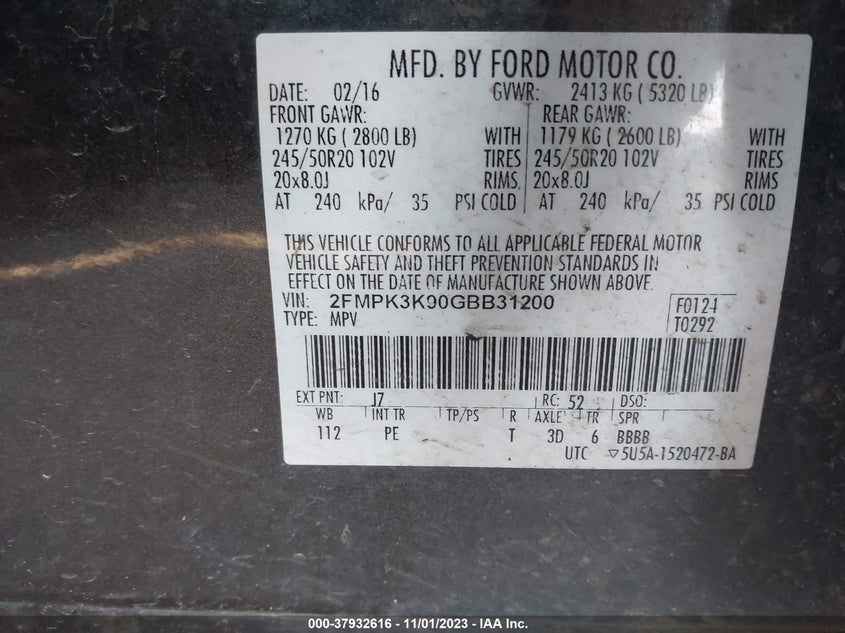 MFD. BY FORD MOTOR CO.
DATE: 02/16 GVWR: 2413 KG ( 5320 LB)
FRONT GAWR: REAR GAWR:
1270 KG ( 2800 LB) WITH 1179 KG ( 2600 LB) WITH
245/50R20 102V TIRES 245/50R20 102V TIRES
20x8.0J RIMS 20x8.0J RIMS
AT 240 kPa/ 35 PSI COLD AT 240 kPa/ 35 PSI COLD
THIS VEHICLE CONFORMS TO ALL APPLICABLE FEDERAL MOTOR
VEHICLE SAFETY AND THEFT PREVENTION STANDARDS IN
EFFECT ON THE DATE OF MANUFACTURE SHOWN ABOVE.
VIN: 2FMPK3K90GBB31200 F0124
TYPE: MPV T0292
EXT PNT: J7 RC: 52 DSO:
WB INT TR TP/PS R AXLE TR SPR
112 PE T 3D 6 BBBB
UTC ▽5U5A-1520472-BA
000-37932616 - 11/01/2023 - IAA Inc.